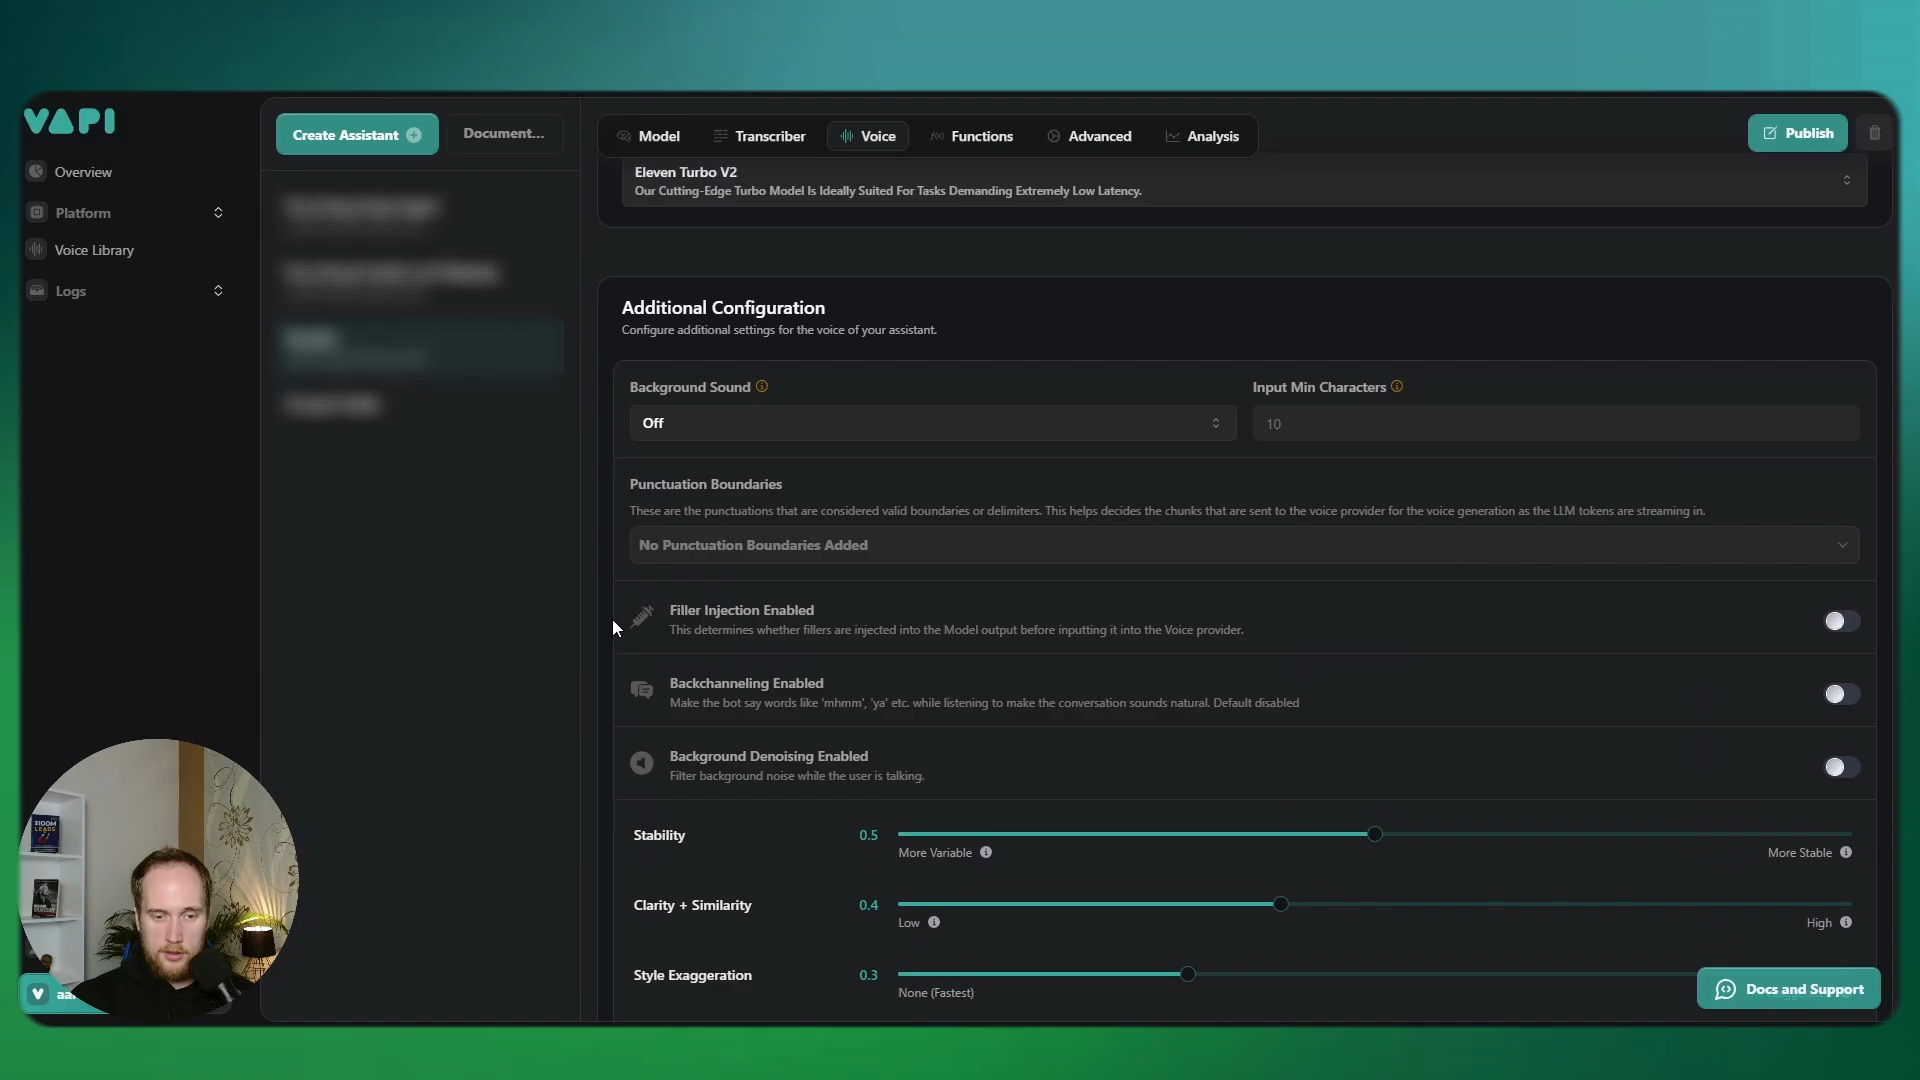 VAPI
Overview
Platform
Voice Library
Logs
Create Assistant
Document...
Model
Transcriber
Voice
Functions
Advanced
Analysis
Publish
Eleven Turbo V2
Our Cutting-Edge Turbo Model Is Ideally Suited For Tasks Demanding Extremely Low Latency.
Additional Configuration
Configure additional settings for the voice of your assistant.
Background Sound
Input Min Characters
Off
10
Punctuation Boundaries
These are the punctuations that are considered valid boundaries or delimiters. This helps decides the chunks that are sent to the voice provider for the voice generation as the LLM tokens are streaming in.
No Punctuation Boundaries Added
Filler Injection Enabled
This determines whether fillers are injected into the Model output before inputting it into the Voice provider.
Backchanneling Enabled
Make the bot say words like 'mhmm', 'ya' etc. while listening to make the conversation sounds natural. Default disabled
Background Denoising Enabled
Filter background noise while the user is talking.
Stability
0.5
More Variable
More Stable
Clarity + Similarity
0.4
Low
High
Style Exaggeration
0.3
None (Fastest)
Docs and Support
$100M
LEADS